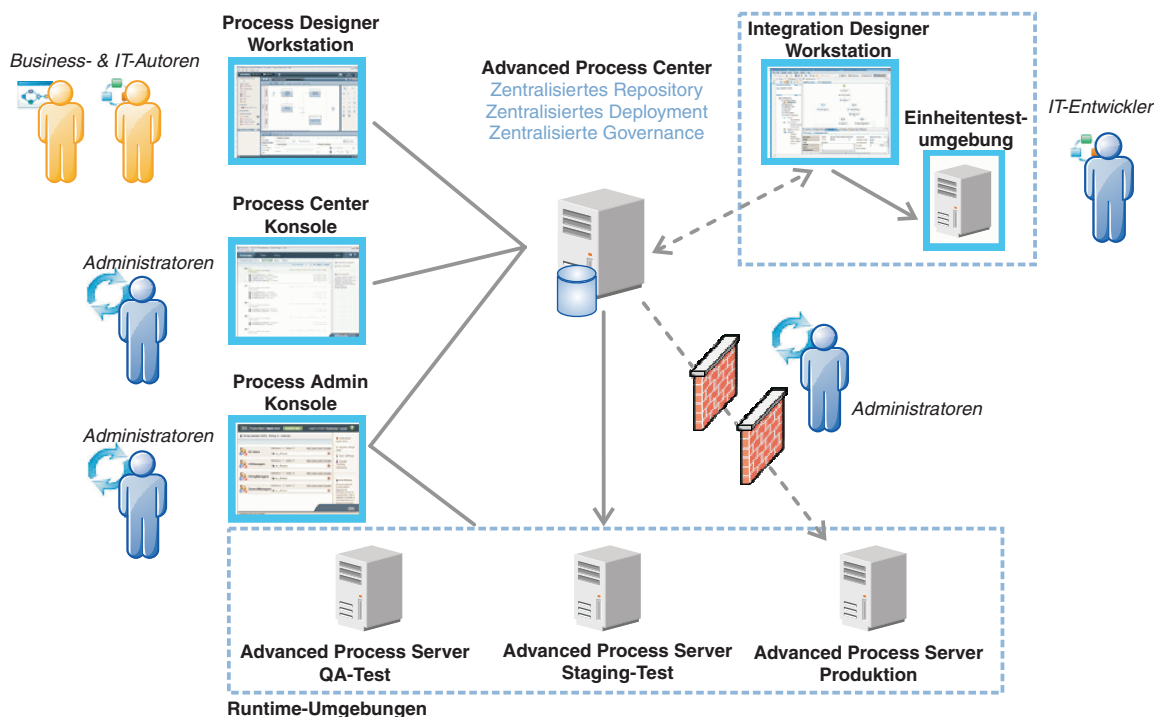 Process Designer
Workstation
Business- & IT-Autoren
Advanced Process Center
Zentralisiertes Repository
Zentralisiertes Deployment
Zentralisierte Governance
Integration Designer
Workstation
Einheitentest-
umgebung
IT-Entwickler
Process Center
Konsole
Administratoren
Process Admin
Konsole
Administratoren
Administratoren
Advanced Process Server
QA-Test
Advanced Process Server
Staging-Test
Advanced Process Server
Produktion
Runtime-Umgebungen